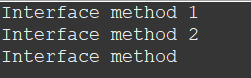 Interface method 1
Interface method 2
Interface method